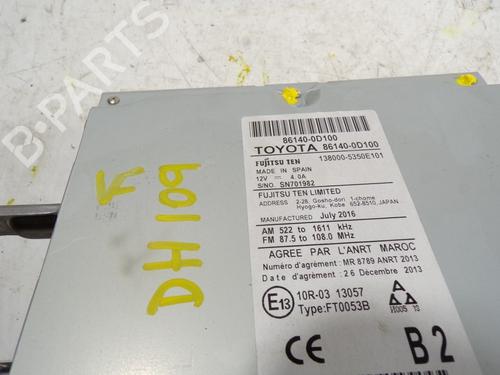 B-PARTS
DH109
86140-0D100
TOYOTA 86140-0D100
FUJITSU TEN 138000-5350E101
MADE IN SPAIN
12V ⎓ 4.0A
S/NO. SN701982
FUJITSU TEN LIMITED
ADDRESS 2-28, Gosho-dori 1-chome
Hyogo-ku, Kobe 652-8510, JAPAN
MANUFACTURED July 2016
AM 522 to 1611 kHz
FM 87.5 to 108.0 MHz
AGREE PAR L'ANRT MAROC
Numéro d'agrément: MR 8789 ANRT 2013
Date d'agrément: 26 Décembre 2013
E13 10R-03 13057
Type:FT0053B
H005 13
CE B2